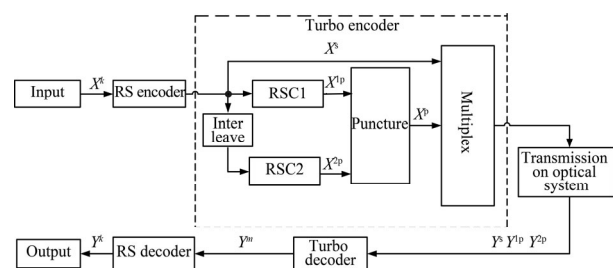 Turbo encoder
X^s
Input
X^k
RS encoder
RSC1
X^1p
Inter
leave
RSC2
X^2p
Puncture
X^p
Multiplex
Transmission
on optical
system
Output
Y^k
RS decoder
Y^m
Turbo
decoder
Y^s Y^1p Y^2p